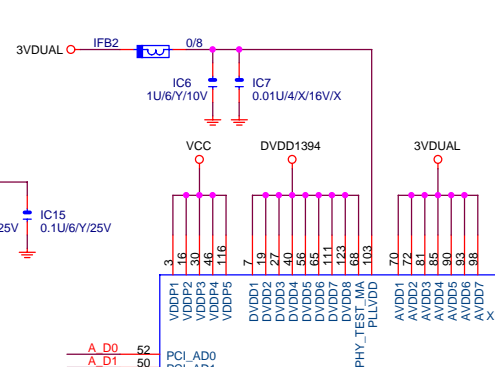 3VDUAL IFB2 0/8
IC6 IC7
1U/6/Y/10V 0.01U/4/X/16V/X
VCC DVDD1394 3VDUAL
IC15
25V 0.1U/6/Y/25V
3 16 30 46 116 7 19 27 40 56 65 111 123 68 103 70 72 81 85 90 93 98
VDDP1 VDDP2 VDDP3 VDDP4 VDDP5 DVDD1 DVDD2 DVDD3 DVDD4 DVDD5 DVDD6 DVDD7 DVDD8 PHY_TEST_MA PLLVDD AVDD1 AVDD2 AVDD3 AVDD4 AVDD5 AVDD6 AVDD7 X
A_D0 52 PCI_AD0
A_D1 50 PCI_AD1